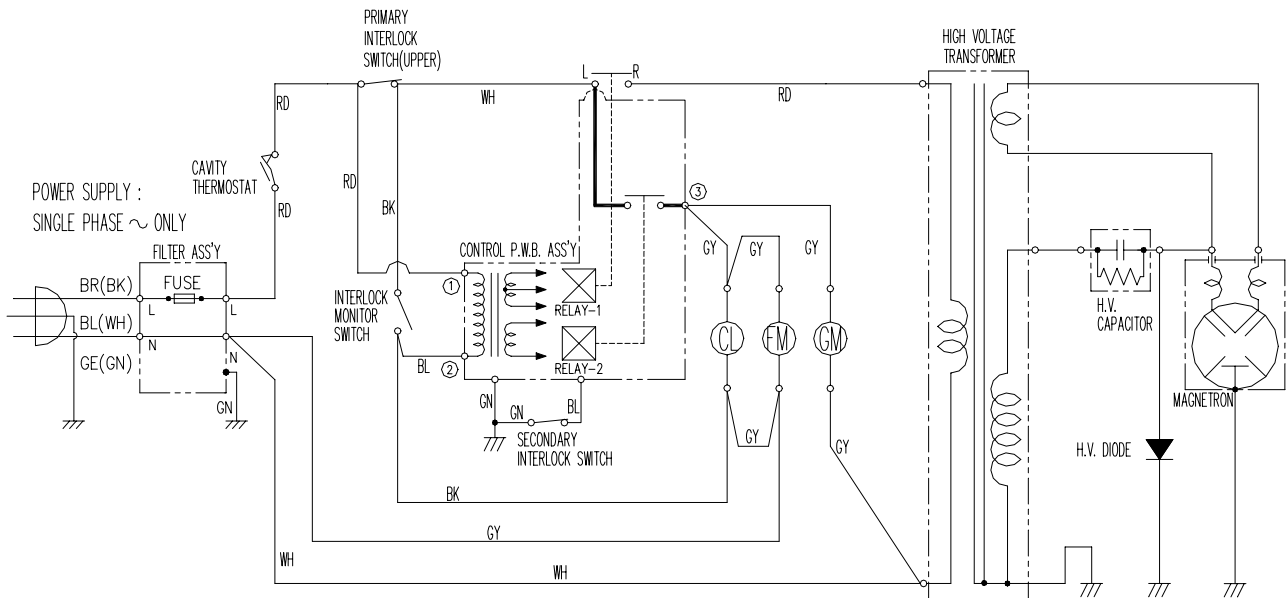 PRIMARY
INTERLOCK
SWITCH(UPPER)
HIGH VOLTAGE
TRANSFORMER
L
R
RD
WH
RD
CAVITY
THERMOSTAT
RD
RD
BK
3
POWER SUPPLY :
SINGLE PHASE ~ ONLY
FILTER ASS'Y
CONTROL P.W.B. ASS'Y
GY
GY
GY
BR(BK)
FUSE
L
L
1
RELAY-1
INTERLOCK
MONITOR
SWITCH
H.V.
CAPACITOR
BL(WH)
N
N
CL
FM
GM
GE(GN)
BL
2
RELAY-2
GN
GN
GN
BL
MAGNETRON
SECONDARY
INTERLOCK SWITCH
GY
GY
H.V. DIODE
BK
GY
WH
WH